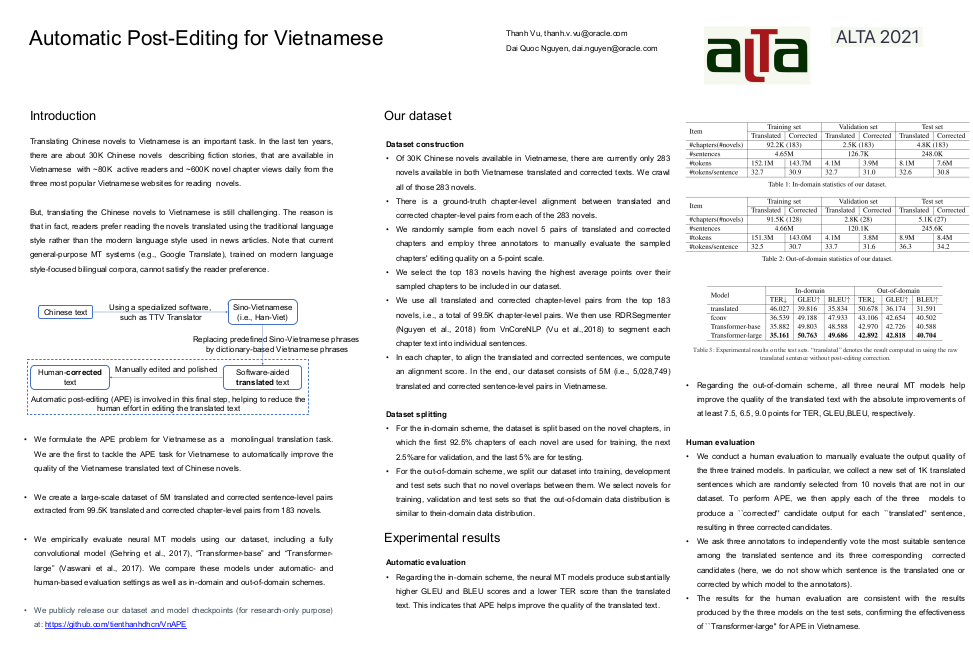 Automatic Post-Editing for Vietnamese
Thanh Vu, thanh.v.vu@oracle.com
Dai Quoc Nguyen, dai.nguyen@oracle.com
alta
ALTA 2021
Introduction
Translating Chinese novels to Vietnamese is an important task. In the last ten years,
there are about 30K Chinese novels describing fiction stories, that are available in
Vietnamese with ~80K active readers and ~600K novel chapter views daily from the
three most popular Vietnamese websites for reading novels.
But, translating the Chinese novels to Vietnamese is still challenging. The reason is
that in fact, readers prefer reading the novels translated using the traditional language
style rather than the modern language style used in news articles. Note that current
general-purpose MT systems (e.g., Google Translate), trained on modern language
style-focused bilingual corpora, cannot satisfy the reader preference.
Chinese text
Using a specialized software,
such as TTV Translator
Sino-Vietnamese
(i.e., Han-Viet)
Replacing predefined Sino-Vietnamese phrases
by dictionary-based Vietnamese phrases
Human-corrected
text
Manually edited and polished
Software-aided
translated text
Automatic post-editing (APE) is involved in this final step, helping to reduce the
human effort in editing the translated text
• We formulate the APE problem for Vietnamese as a monolingual translation task.
We are the first to tackle the APE task for Vietnamese to automatically improve the
quality of the Vietnamese translated text of Chinese novels.
• We create a large-scale dataset of 5M translated and corrected sentence-level pairs
extracted from 99.5K translated and corrected chapter-level pairs from 183 novels.
• We empirically evaluate neural MT models using our dataset, including a fully
convolutional model (Gehring et al., 2017), "Transformer-base" and "Transformer-
large" (Vaswani et al., 2017). We compare these models under automatic- and
human-based evaluation settings as well as in-domain and out-of-domain schemes.
• We publicly release our dataset and model checkpoints (for research-only purpose)
at: https://github.com/tienthanhdhcn/VnAPE
Our dataset
Dataset construction
• Of 30K Chinese novels available in Vietnamese, there are currently only 283
novels available in both Vietnamese translated and corrected texts. We crawl
all of those 283 novels.
• There is a ground-truth chapter-level alignment between translated and
corrected chapter-level pairs from each of the 283 novels.
• We randomly sample from each novel 5 pairs of translated and corrected
chapters and employ three annotators to manually evaluate the sampled
chapters' editing quality on a 5-point scale.
• We select the top 183 novels having the highest average points over their
sampled chapters to be included in our dataset.
• We use all translated and corrected chapter-level pairs from the top 183
novels, i.e., a total of 99.5K chapter-level pairs. We then use RDRSegmenter
(Nguyen et al., 2018) from VnCoreNLP (Vu et al.,2018) to segment each
chapter text into individual sentences.
• In each chapter, to align the translated and corrected sentences, we compute
an alignment score. In the end, our dataset consists of 5M (i.e., 5,028,749)
translated and corrected sentence-level pairs in Vietnamese.
Dataset splitting
• For the in-domain scheme, the dataset is split based on the novel chapters, in
which the first 92.5% chapters of each novel are used for training, the next
2.5%are for validation, and the last 5% are for testing.
• For the out-of-domain scheme, we split our dataset into training, development
and test sets such that no novel overlaps between them. We select novels for
training, validation and test sets so that the out-of-domain data distribution is
similar to thein-domain data distribution.
Experimental results
Automatic evaluation
• Regarding the in-domain scheme, the neural MT models produce substantially
higher GLEU and BLEU scores and a lower TER score than the translated
text. This indicates that APE helps improve the quality of the translated text.
Item Training set Validation set Test set
Translated Corrected Translated Corrected Translated Corrected
#chapters(#novels) 92.2K (183) 2.5K (183) 4.8K (183)
#sentences 4.65M 126.7K 248.0K
#tokens 152.1M 143.7M 4.1M 3.9M 8.1M 7.6M
#tokens/sentence 32.7 30.9 32.7 31.0 32.6 30.8
Table 1: In-domain statistics of our dataset.
Item Training set Validation set Test set
Translated Corrected Translated Corrected Translated Corrected
#chapters(#novels) 91.5K (128) 2.8K (28) 5.1K (27)
#sentences 4.66M 120.1K 245.6K
#tokens 151.3M 143.0M 4.1M 3.8M 8.9M 8.4M
#tokens/sentence 32.5 30.7 33.7 31.6 36.3 34.2
Table 2: Out-of-domain statistics of our dataset.
Model In-domain Out-of-domain
TER↓ GLEU↑ BLEU↑ TER↓ GLEU↑ BLEU↑
translated 46.027 39.816 35.834 50.678 36.174 31.591
fconv 36.539 49.188 47.933 43.106 42.654 40.502
Transformer-base 35.882 49.803 48.588 42.970 42.726 40.588
Transformer-large 35.161 50.763 49.686 42.892 42.818 40.704
Table 3: Experimental results on the test sets. "translated" denotes the result computed in using the raw
translated sentence without post-editing correction.
• Regarding the out-of-domain scheme, all three neural MT models help
improve the quality of the translated text with the absolute improvements of
at least 7.5, 6.5, 9.0 points for TER, GLEU,BLEU, respectively.
Human evaluation
• We conduct a human evaluation to manually evaluate the output quality of
the three trained models. In particular, we collect a new set of 1K translated
sentences which are randomly selected from 10 novels that are not in our
dataset. To perform APE, we then apply each of the three models to
produce a ``corrected" candidate output for each ``translated" sentence,
resulting in three corrected candidates.
• We ask three annotators to independently vote the most suitable sentence
among the translated sentence and its three corresponding corrected
candidates (here, we do not show which sentence is the translated one or
corrected by which model to the annotators).
• The results for the human evaluation are consistent with the results
produced by the three models on the test sets, confirming the effectiveness
of ``Transformer-large" for APE in Vietnamese.